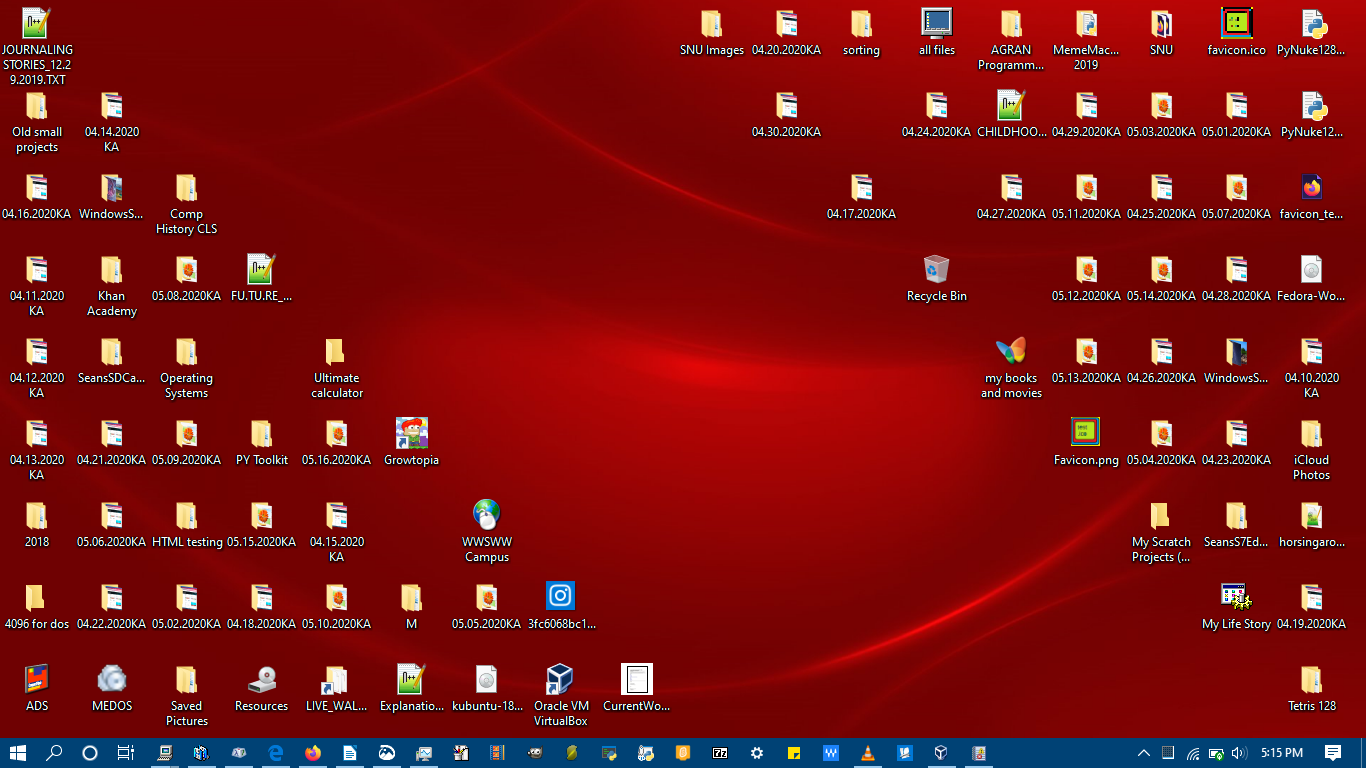 JOURNALING
STORIES_12.2
9.2019.TXT
SNU Images
04.20.2020KA
sorting
all files
AGRAN
Programm...
MemeMac...
2019
SNU
favicon.ico
PyNuke128...
Old small
projects
04.14.2020
KA
04.30.2020KA
04.24.2020KA
CHILDHOO...
04.29.2020KA
05.03.2020KA
05.01.2020KA
PyNuke12...
04.16.2020KA
WindowsS...
Comp
History CLS
04.17.2020KA
04.27.2020KA
05.11.2020KA
04.25.2020KA
05.07.2020KA
favicon_te...
04.11.2020
KA
Khan
Academy
05.08.2020KA
FU.TU.RE_...
Recycle Bin
05.12.2020KA
05.14.2020KA
04.28.2020KA
Fedora-Wo...
04.12.2020
KA
SeansSDCa...
Operating
Systems
Ultimate
calculator
my books
and movies
05.13.2020KA
04.26.2020KA
WindowsS...
04.10.2020
KA
04.13.2020
KA
04.21.2020KA
05.09.2020KA
PY Toolkit
05.16.2020KA
Growtopia
Favicon.png
05.04.2020KA
04.23.2020KA
iCloud
Photos
2018
05.06.2020KA
HTML testing
05.15.2020KA
04.15.2020
KA
WWSWW
Campus
My Scratch
Projects (...
SeansS7Ed...
horsingaro...
4096 for dos
04.22.2020KA
05.02.2020KA
04.18.2020KA
05.10.2020KA
M
05.05.2020KA
3fc6068bc1...
My Life Story
04.19.2020KA
ADS
MEDOS
Saved
Pictures
Resources
LIVE_WAL...
Explanatio...
kubuntu-18...
Oracle VM
VirtualBox
CurrentWo...
Tetris 128
5:15 PM